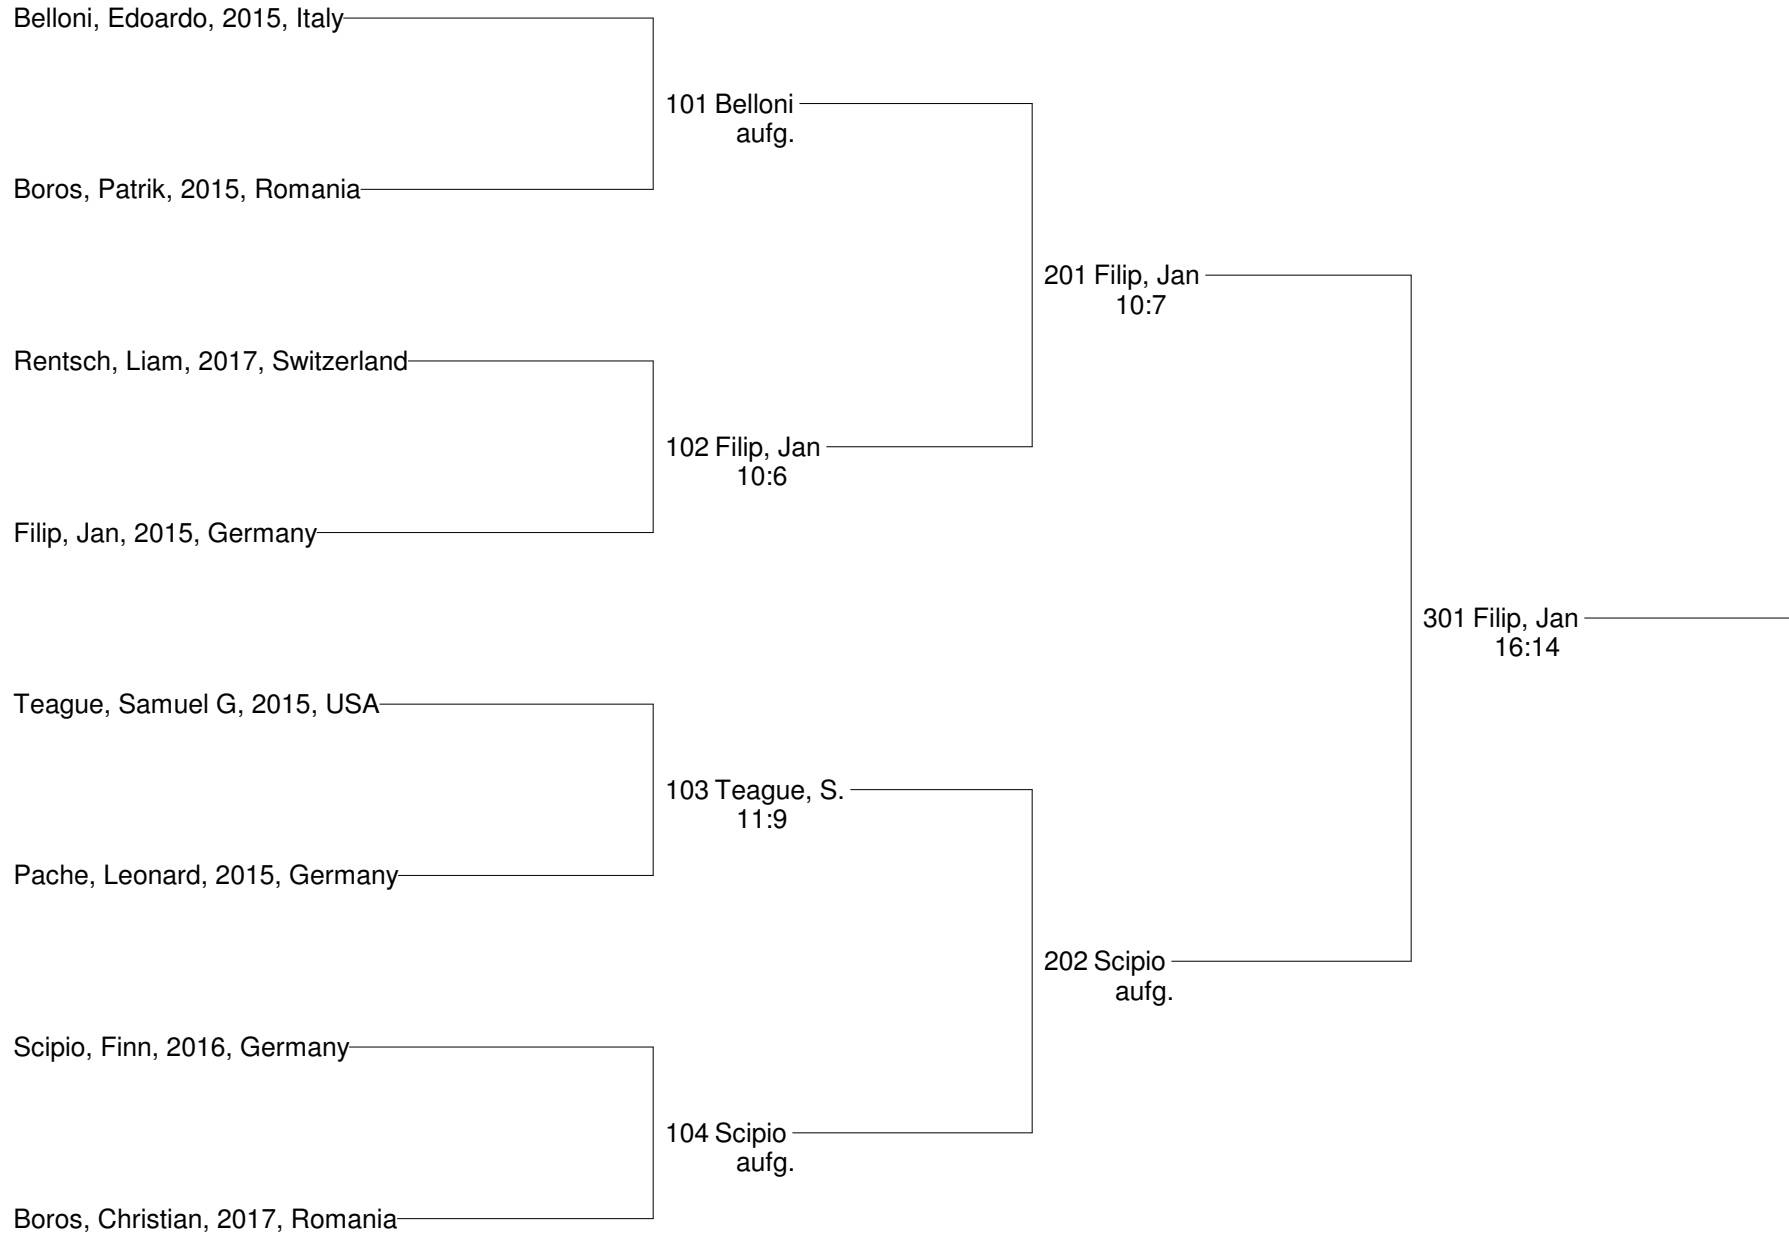 Belloni, Edoardo, 2015, Italy
101 Belloni
aufg.
Boros, Patrik, 2015, Romania
201 Filip, Jan
10:7
Rentsch, Liam, 2017, Switzerland
102 Filip, Jan
10:6
Filip, Jan, 2015, Germany
301 Filip, Jan
16:14
Teague, Samuel G, 2015, USA
103 Teague, S.
11:9
Pache, Leonard, 2015, Germany
202 Scipio
aufg.
Scipio, Finn, 2016, Germany
104 Scipio
aufg.
Boros, Christian, 2017, Romania